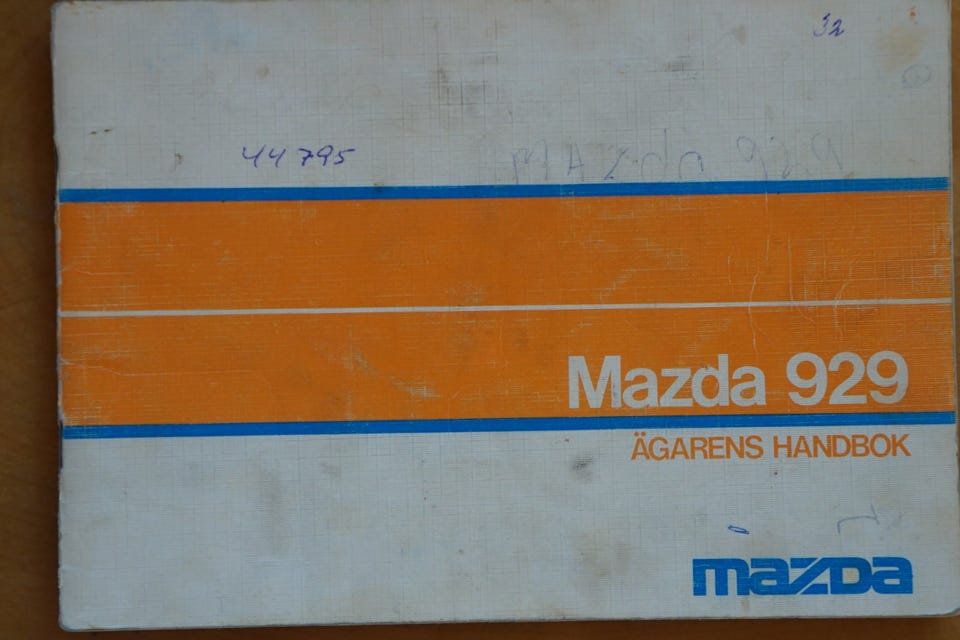 32
44795
Mazda 929
Mazda 929
ÄGARENS HANDBOK
mazda